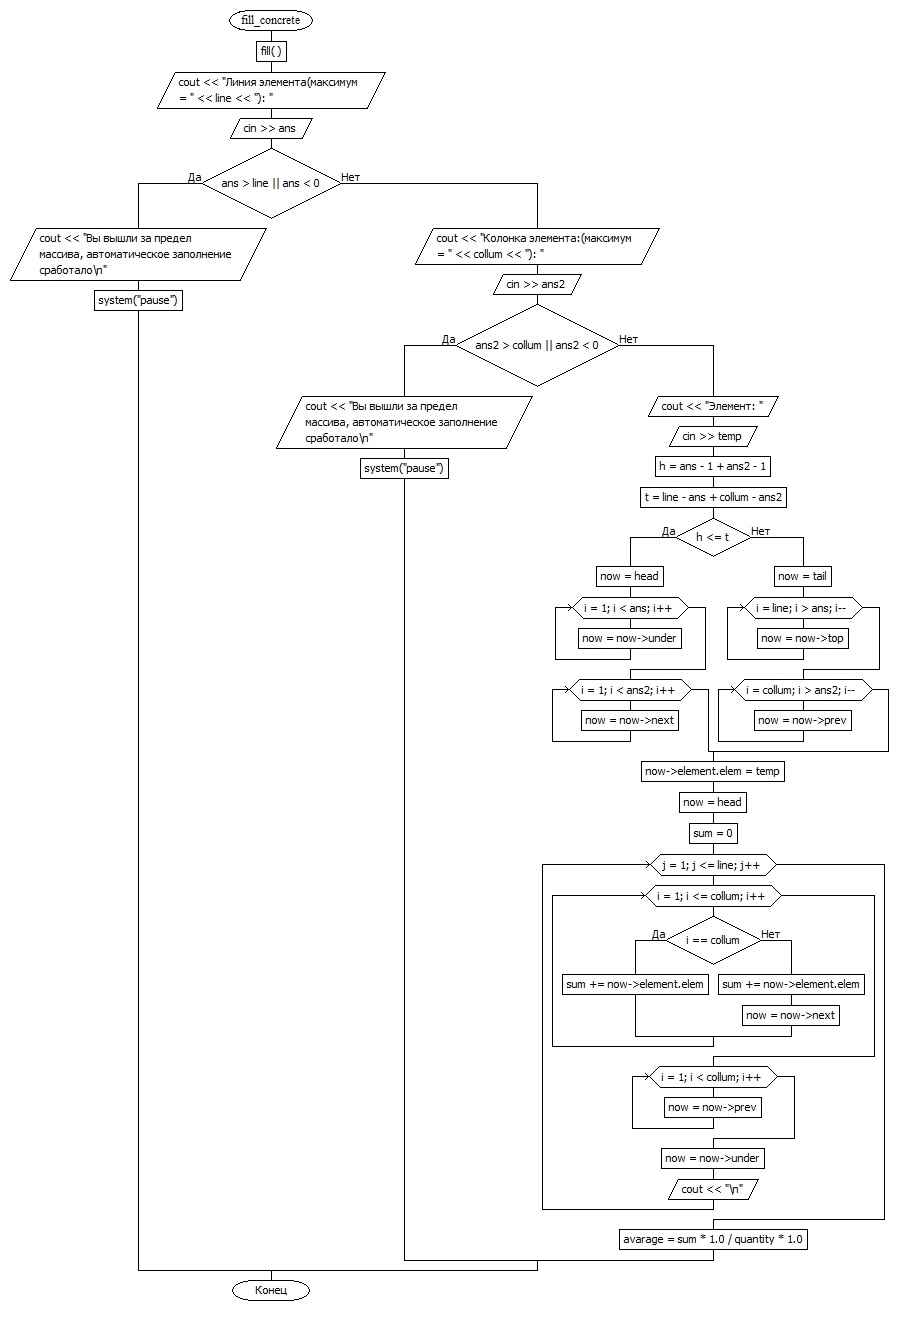 fill_concrete
fill( )
cout << "Линия элемента(максимум
= " << line << "): "
cin >> ans
ans > line || ans < 0
Да
Нет
cout << "Вы вышли за предел
массива, автоматическое заполнение
сработало\n"
system("pause")
cout << "Колонка элемента:(максимум
= " << collum << "): "
cin >> ans2
ans2 > collum || ans2 < 0
Да
Нет
cout << "Вы вышли за предел
массива, автоматическое заполнение
сработало\n"
system("pause")
cout << "Элемент: "
cin >> temp
h = ans - 1 + ans2 - 1
t = line - ans + collum - ans2
h <= t
Да
Нет
now = head
i = 1; i < ans; i++
now = now->under
i = 1; i < ans2; i++
now = now->next
now = tail
i = line; i > ans; i--
now = now->top
i = collum; i > ans2; i--
now = now->prev
now->element.elem = temp
now = head
sum = 0
j = 1; j <= line; j++
i = 1; i <= collum; i++
i == collum
Да
Нет
sum += now->element.elem
sum += now->element.elem
now = now->next
i = 1; i < collum; i++
now = now->prev
now = now->under
cout << "\n"
avarage = sum * 1.0 / quantity * 1.0
Конец